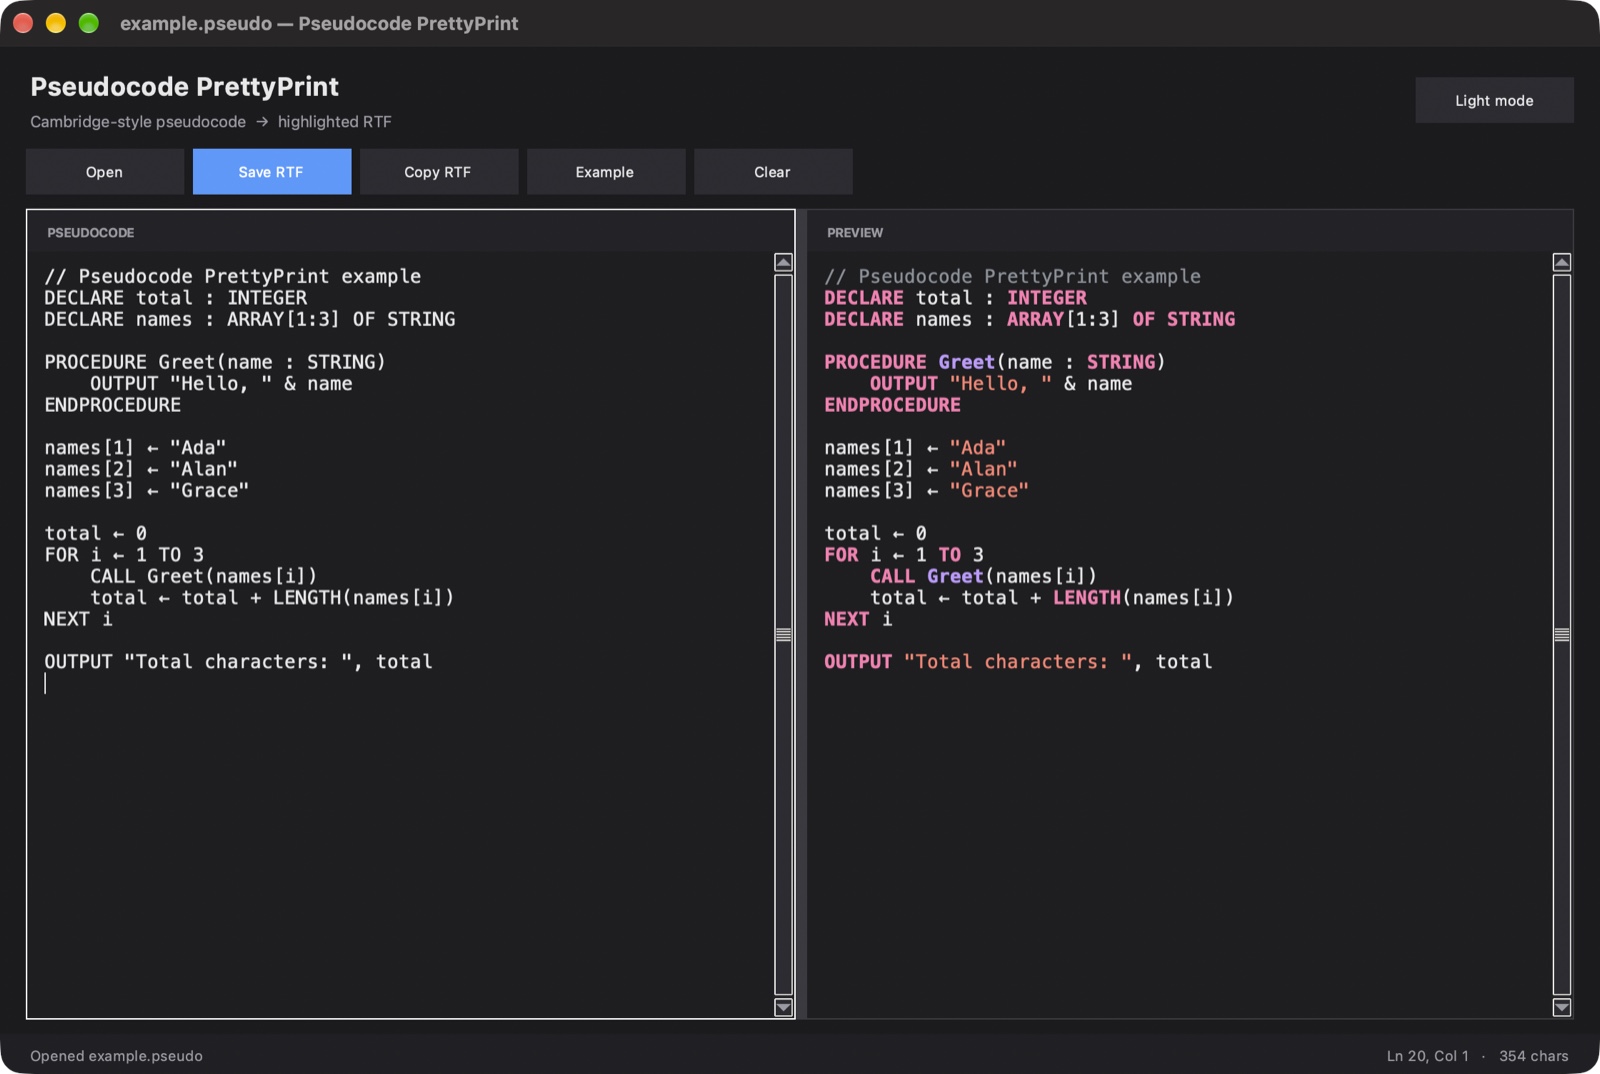 example.pseudo — Pseudocode PrettyPrint
Pseudocode PrettyPrint
Light mode
Cambridge-style pseudocode → highlighted RTF
Open
Save RTF
Copy RTF
Example
Clear
PSEUDOCODE
// Pseudocode PrettyPrint example
DECLARE total : INTEGER
DECLARE names : ARRAY[1:3] OF STRING
PROCEDURE Greet(name : STRING)
    OUTPUT "Hello, " & name
ENDPROCEDURE
names[1] ← "Ada"
names[2] ← "Alan"
names[3] ← "Grace"
total ← 0
FOR i ← 1 TO 3
    CALL Greet(names[i])
    total ← total + LENGTH(names[i])
NEXT i
OUTPUT "Total characters: ", total
PREVIEW
// Pseudocode PrettyPrint example
DECLARE total : INTEGER
DECLARE names : ARRAY[1:3] OF STRING
PROCEDURE Greet(name : STRING)
    OUTPUT "Hello, " & name
ENDPROCEDURE
names[1] ← "Ada"
names[2] ← "Alan"
names[3] ← "Grace"
total ← 0
FOR i ← 1 TO 3
    CALL Greet(names[i])
    total ← total + LENGTH(names[i])
NEXT i
OUTPUT "Total characters: ", total
Opened example.pseudo
Ln 20, Col 1 · 354 chars